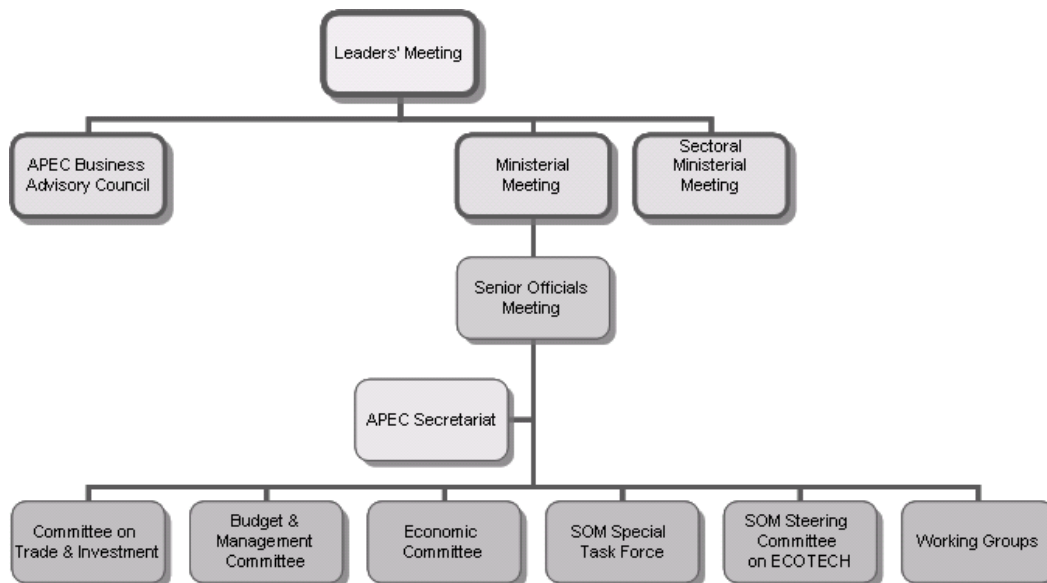 Leaders' Meeting
APEC Business
Advisory Council
Ministerial
Meeting
Sectoral
Ministerial
Meeting
Senior Officials
Meeting
APEC Secretariat
Committee on
Trade & Investment
Budget &
Management
Committee
Economic
Committee
SOM Special
Task Force
SOM Steering
Committee
on ECOTECH
Working Groups